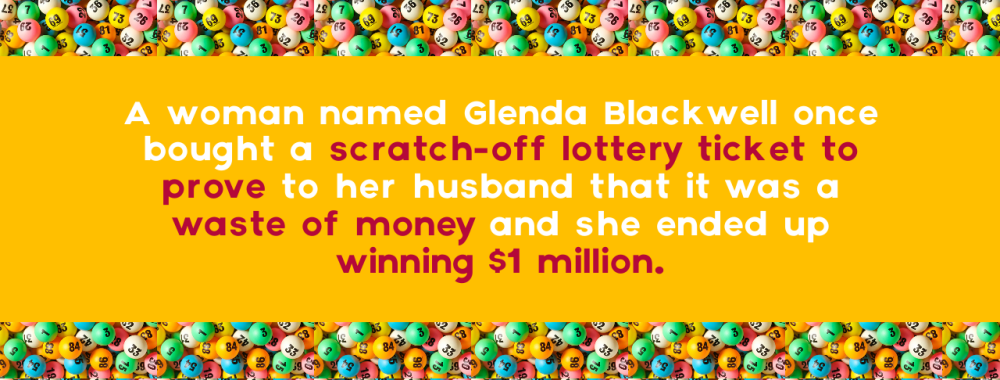 A woman named Glenda Blackwell once
bought a scratch-off lottery ticket to
prove to her husband that it was a
waste of money and she ended up
winning $1 million.